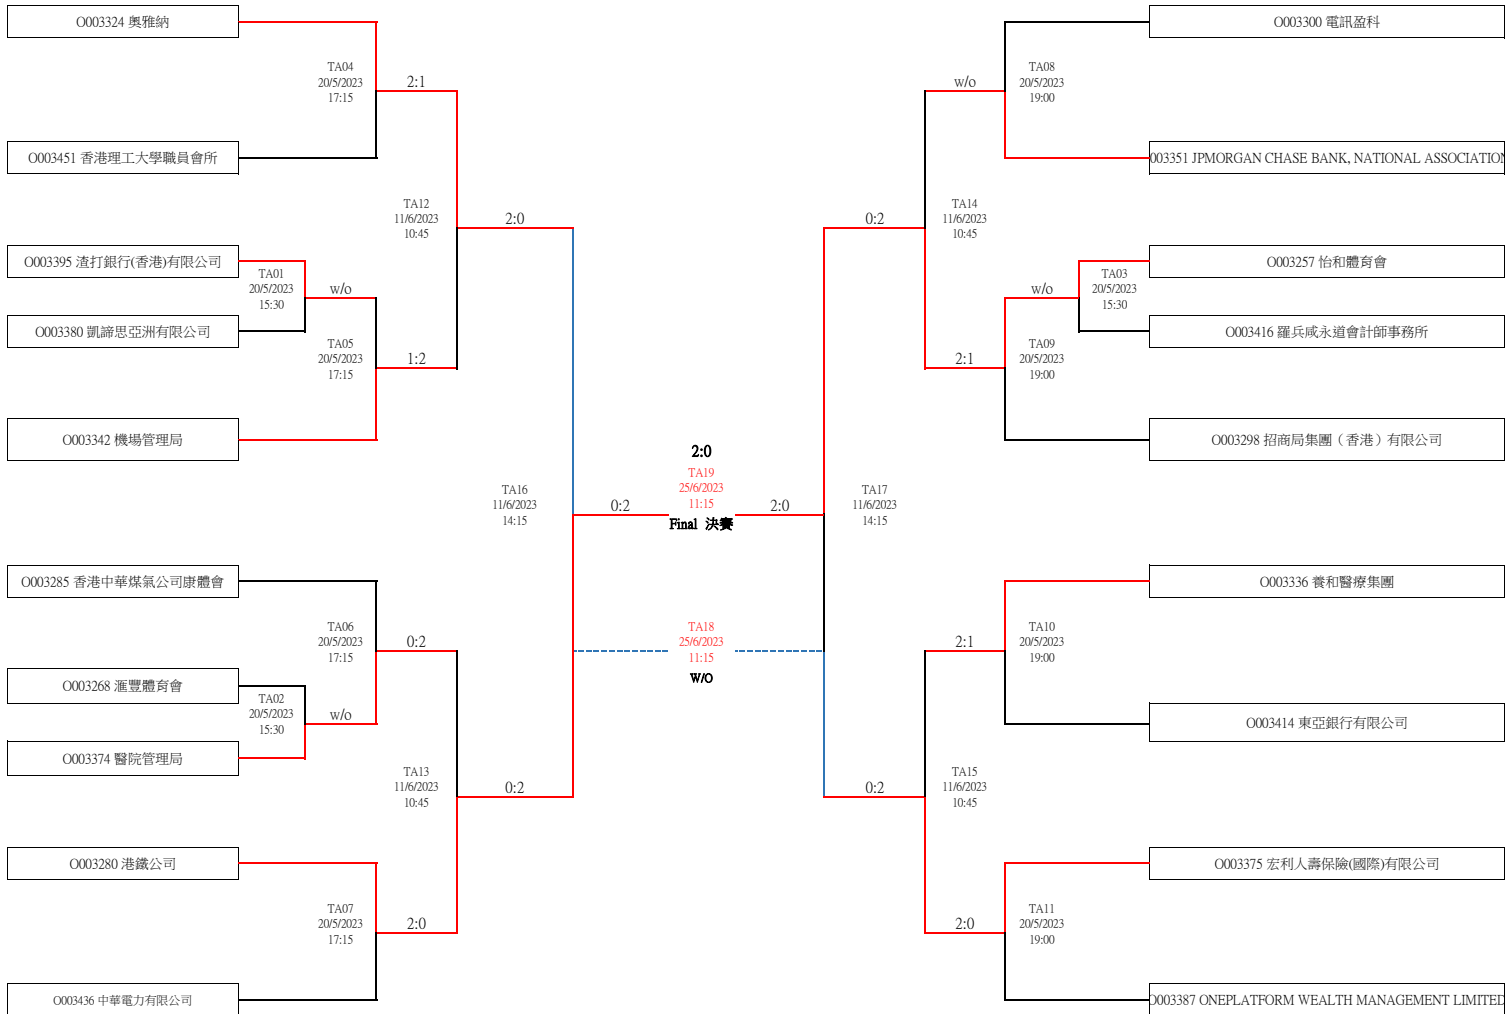 O003324 奧雅納
TA04
20/5/2023
17:15
2:1
O003451 香港理工大學職員會所
TA12
11/6/2023
10:45
2:0
O003395 渣打銀行(香港)有限公司
TA01
20/5/2023
15:30
w/o
O003380 凱諦思亞洲有限公司
TA05
20/5/2023
17:15
1:2
O003342 機場管理局
TA16
11/6/2023
14:15
0:2
O003285 香港中華煤氣公司康體會
TA06
20/5/2023
17:15
0:2
O003268 滙豐體育會
TA02
20/5/2023
15:30
w/o
O003374 醫院管理局
TA13
11/6/2023
10:45
0:2
O003280 港鐵公司
TA07
20/5/2023
17:15
2:0
O003436 中華電力有限公司
2:0
TA19
25/6/2023
11:15
Final 決賽
TA18
25/6/2023
11:15
W/O
O003300 電訊盈科
w/o
TA08
20/5/2023
19:00
003351 JPMORGAN CHASE BANK, NATIONAL ASSOCIATION
0:2
TA14
11/6/2023
10:45
O003257 怡和體育會
w/o
TA03
20/5/2023
15:30
O003416 羅兵咸永道會計師事務所
2:1
TA09
20/5/2023
19:00
O003298 招商局集團（香港）有限公司
2:0
TA17
11/6/2023
14:15
O003336 養和醫療集團
2:1
TA10
20/5/2023
19:00
O003414 東亞銀行有限公司
0:2
TA15
11/6/2023
10:45
O003375 宏利人壽保險(國際)有限公司
2:0
TA11
20/5/2023
19:00
O003387 ONEPLATFORM WEALTH MANAGEMENT LIMITED